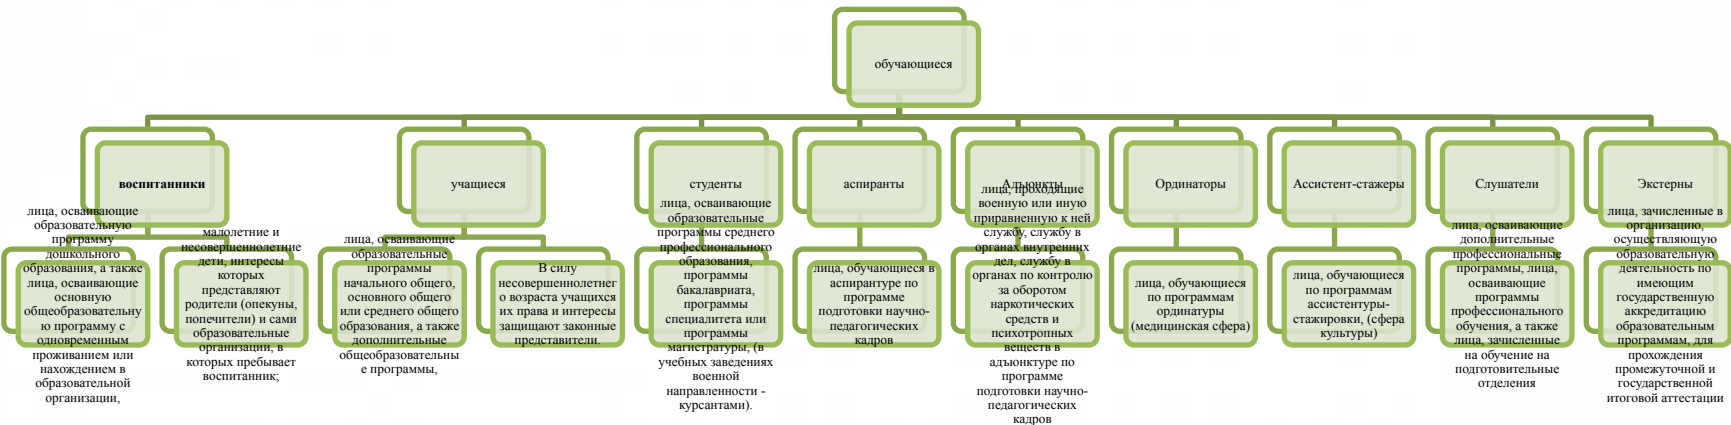 обучающиеся
воспитанники
учащиеся
студенты
аспиранты
Адъюнкты
Ординаторы
Ассистент-стажеры
Слушатели
Экстерны
лица, осваивающие
образовательную
программу
дошкольного
образования, а также
лица, осваивающие
основную
общеобразовательну
ю программу с
одновременным
проживанием или
нахождением в
образовательной
организации,
малолетние и
несовершеннолетние
дети, интересы
которых
представляют
родители (опекуны,
попечители) и сами
образовательные
организации, в
которых пребывает
воспитанник;
лица, осваивающие
образовательные
программы
начального общего,
основного общего
или среднего общего
образования, а также
дополнительные
общеобразовательны
е программы,
В силу
несовершеннолетнег
о возраста учащихся
их права и интересы
защищают законные
представители.
лица, осваивающие
образовательные
программы среднего
профессионального
образования,
программы
бакалавриата,
программы
специалитета или
программы
магистратуры, (в
учебных заведениях
военной
направленности -
курсантами).
лица, обучающиеся в
аспирантуре по
программе
подготовки научно-
педагогических
кадров
лица, проходящие
военную или иную
приравненную к ней
службу, службу в
органах внутренних
дел, службу в
органах по контролю
за оборотом
наркотических
средств и
психотропных
веществ в
адъюнктуре по
программе
подготовки научно-
педагогических
кадров
лица, обучающиеся
по программам
ординатуры
(медицинская сфера)
лица, обучающиеся
по программам
ассистентуры-
стажировки, (сфера
культуры)
лица, осваивающие
дополнительные
профессиональные
программы, лица,
осваивающие
программы
профессионального
обучения, а также
лица, зачисленные
на обучение на
подготовительные
отделения
лица, зачисленные в
организацию,
осуществляющую
образовательную
деятельность по
имеющим
государственную
аккредитацию
образовательным
программам, для
прохождения
промежуточной и
государственной
итоговой аттестации